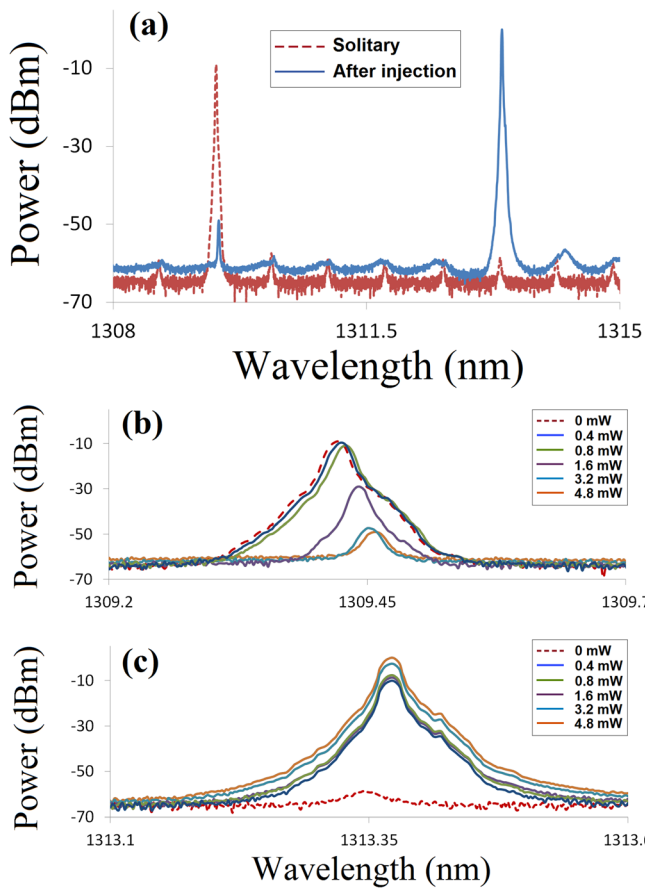 (a)
Solitary
After injection
Power (dBm)
-10
-30
-50
-70
1308
1311.5
1315
Wavelength (nm)
(b)
0 mW
0.4 mW
0.8 mW
1.6 mW
3.2 mW
4.8 mW
Power (dBm)
-10
-30
-50
-70
1309.2
1309.45
1309.7
(c)
0 mW
0.4 mW
0.8 mW
1.6 mW
3.2 mW
4.8 mW
Power (dBm)
-10
-30
-50
-70
1313.1
1313.35
Wavelength (nm)